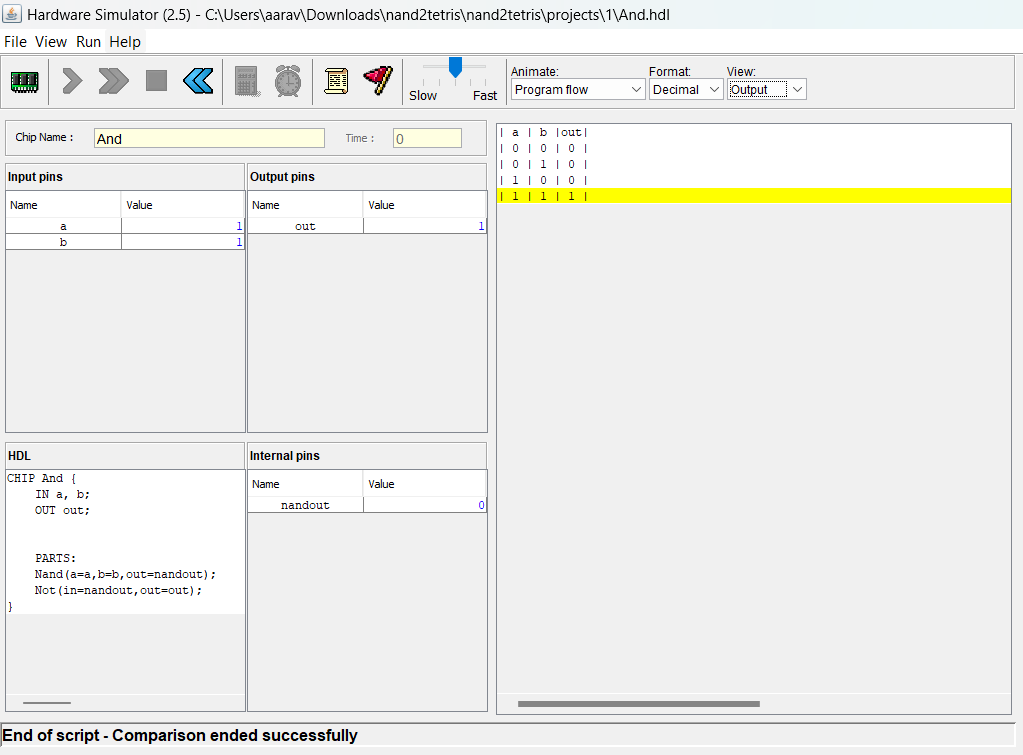 Hardware Simulator (2.5) - C:\Users\aarav\Downloads\nand2tetris\nand2tetris\projects\1\And.hdl
File View Run Help
Slow Fast
Animate: Format: View:
Program flow Decimal Output
Chip Name : And Time : 0
Input pins
Name Value
a 1
b 1
Output pins
Name Value
out 1
HDL
CHIP And {
    IN a, b;
    OUT out;
    PARTS:
    Nand(a=a,b=b,out=nandout);
    Not(in=nandout,out=out);
}
Internal pins
Name Value
nandout 0
| a | b |out|
| 0 | 0 | 0 |
| 0 | 1 | 0 |
| 1 | 0 | 0 |
| 1 | 1 | 1 |
End of script - Comparison ended successfully